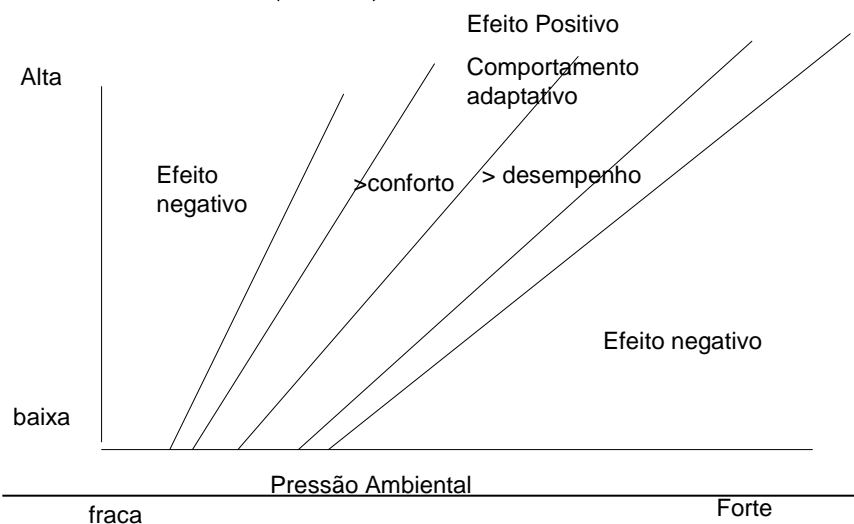 Efeito Positivo
Alta
Comportamento
adaptativo
Efeito
negativo
>conforto
> desempenho
Efeito negativo
baixa
Pressão Ambiental
fraca
Forte